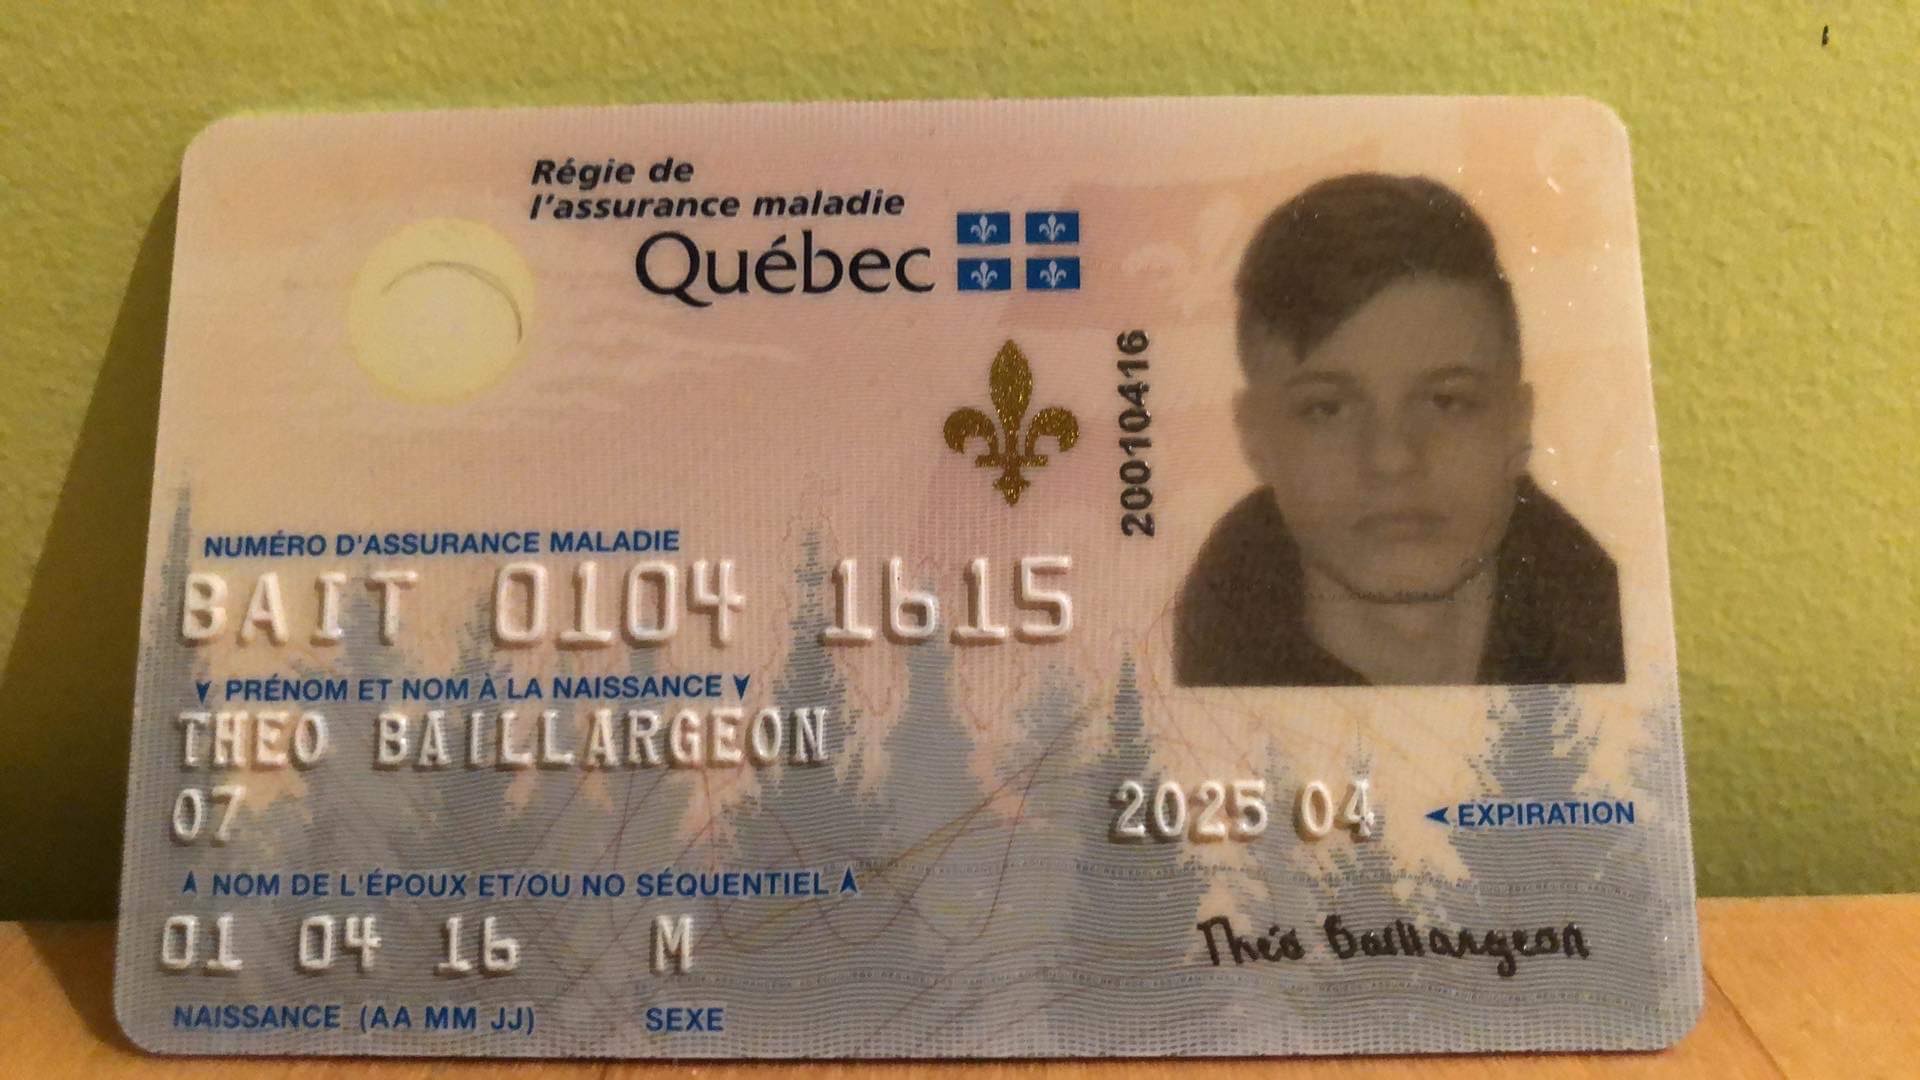 Régie de
l'assurance maladie
Québec
20010416
NUMÉRO D'ASSURANCE MALADIE
BAIT 0104 1615
PRÉNOM ET NOM À LA NAISSANCE
THEO BAILLARGEON
07
2025 04 EXPIRATION
NOM DE L'ÉPOUX ET/OU NO SÉQUENTIEL
01 04 16 M
Théo Baillargeon
NAISSANCE (AA MM JJ) SEXE